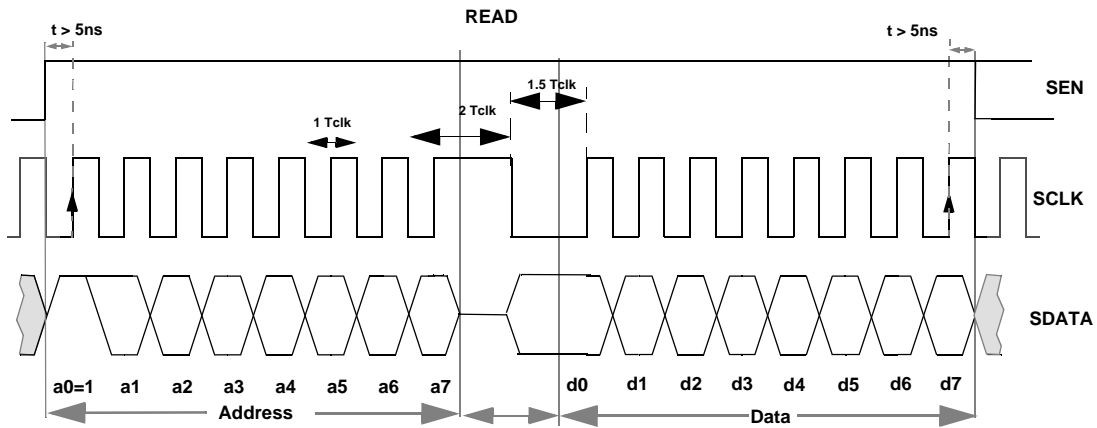 READ
t > 5ns
t > 5ns
SEN
1.5 Tclk
2 Tclk
1 Tclk
SCLK
SDATA
a0=1 a1 a2 a3 a4 a5 a6 a7 d0 d1 d2 d3 d4 d5 d6 d7
Address Data